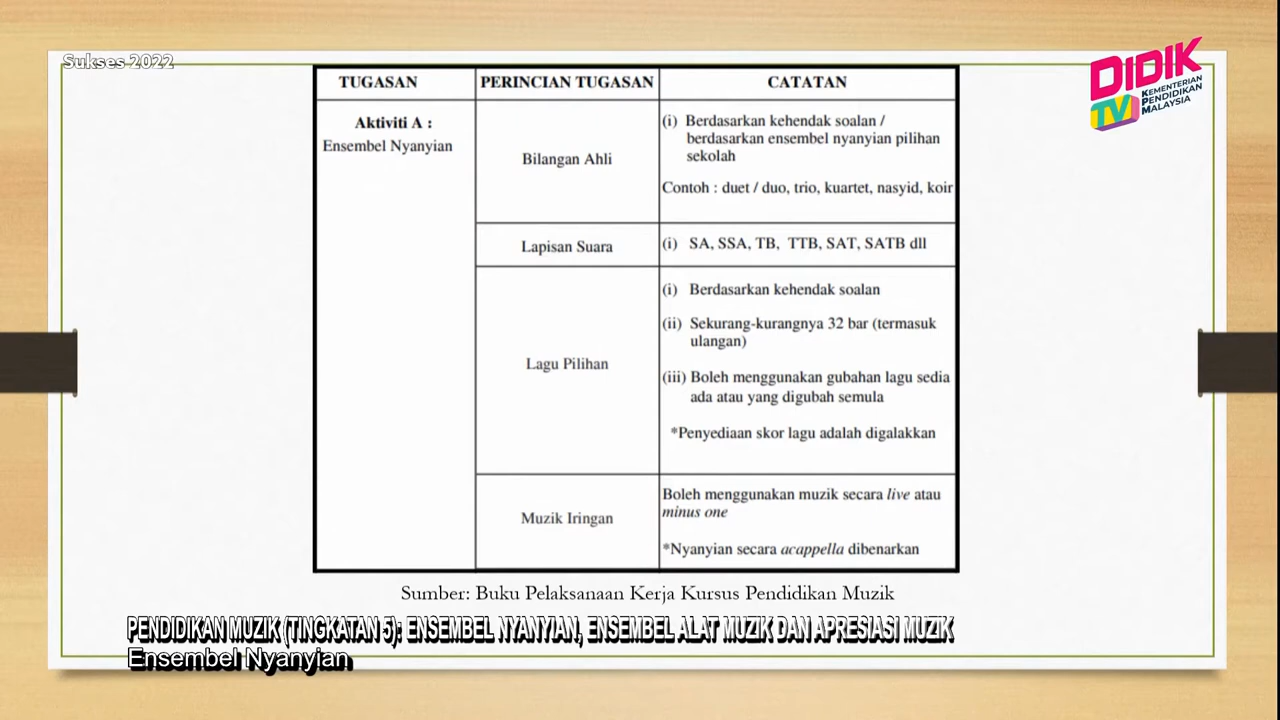 Sukses 2022
DIDIK
TV
KEMENTERIAN
PENDIDIKAN
MALAYSIA
TUGASAN
PERINCIAN TUGASAN
CATATAN
Aktiviti A :
Ensembel Nyanyian
Bilangan Ahli
(i) Berdasarkan kehendak soalan /
berdasarkan ensembel nyanyian pilihan
sekolah
Contoh : duet / duo, trio, kuartet, nasyid, koir
Lapisan Suara
(i) SA, SSA, TB, TTB, SAT, SATB dll
Lagu Pilihan
(i) Berdasarkan kehendak soalan
(ii) Sekurang-kurangnya 32 bar (termasuk
ulangan)
(iii) Boleh menggunakan gubahan lagu sedia
ada atau yang digubah semula
*Penyediaan skor lagu adalah digalakkan
Muzik Iringan
Boleh menggunakan muzik secara live atau
minus one
*Nyanyian secara acappella dibenarkan
Sumber: Buku Pelaksanaan Kerja Kursus Pendidikan Muzik
PENDIDIKAN MUZIK (TINGKATAN 5): ENSEMBEL NYANYIAN, ENSEMBEL ALAT MUZIK DAN APRESIASI MUZIK
Ensembel Nyanyian